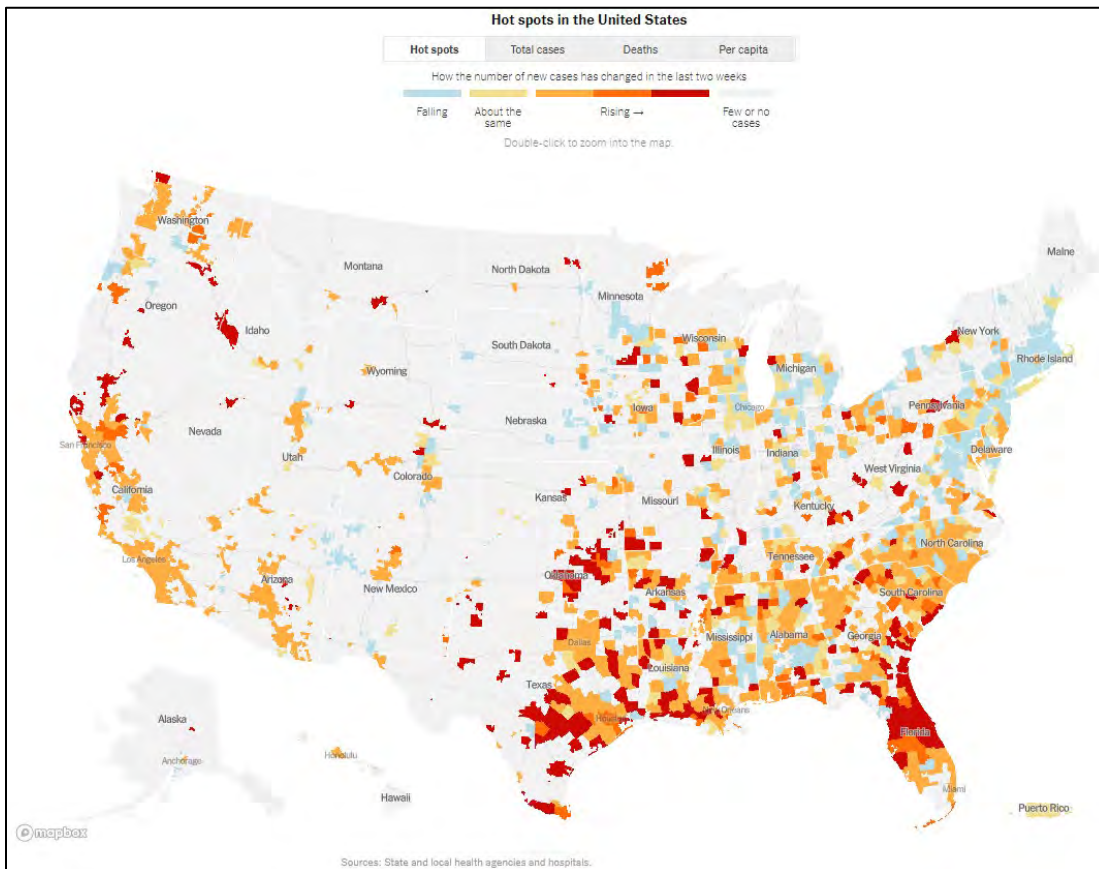 Hot spots in the United States
Hot spots
Total cases
Deaths
Per capita
How the number of new cases has changed in the last two weeks
Falling
About the
same
Rising →
Few or no
cases
Double-click to zoom into the map.
Washington
Montana
North Dakota
Minnesota
Maine
Oregon
Idaho
South Dakota
Wisconsin
New York
Michigan
Rhode Island
Wyoming
Nebraska
Iowa
Chicago
Pennsylvania
San Francisco
Nevada
Utah
Colorado
Illinois
Indiana
Delaware
West Virginia
California
Kansas
Missouri
Kentucky
Los Angeles
Arizona
New Mexico
Oklahoma
Arkansas
Tennessee
North Carolina
South Carolina
Dallas
Mississippi
Alabama
Georgia
Louisiana
Texas
Houston
New Orleans
Florida
Alaska
Anchorage
Honolulu
Hawaii
Miami
Puerto Rico
mapbox
Sources: State and local health agencies and hospitals.